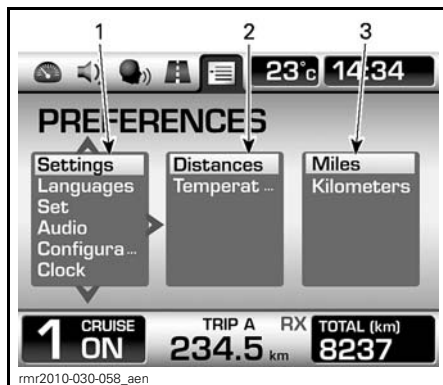 1 2 3
23°c 14:34
PREFERENCES
Settings Distances Miles
Languages Temperat ... Kilometers
Set
Audio
Configura ...
Clock
1 CRUISE ON TRIP A 234.5 km RX TOTAL (km) 8237
rmr2010-030-058_aen